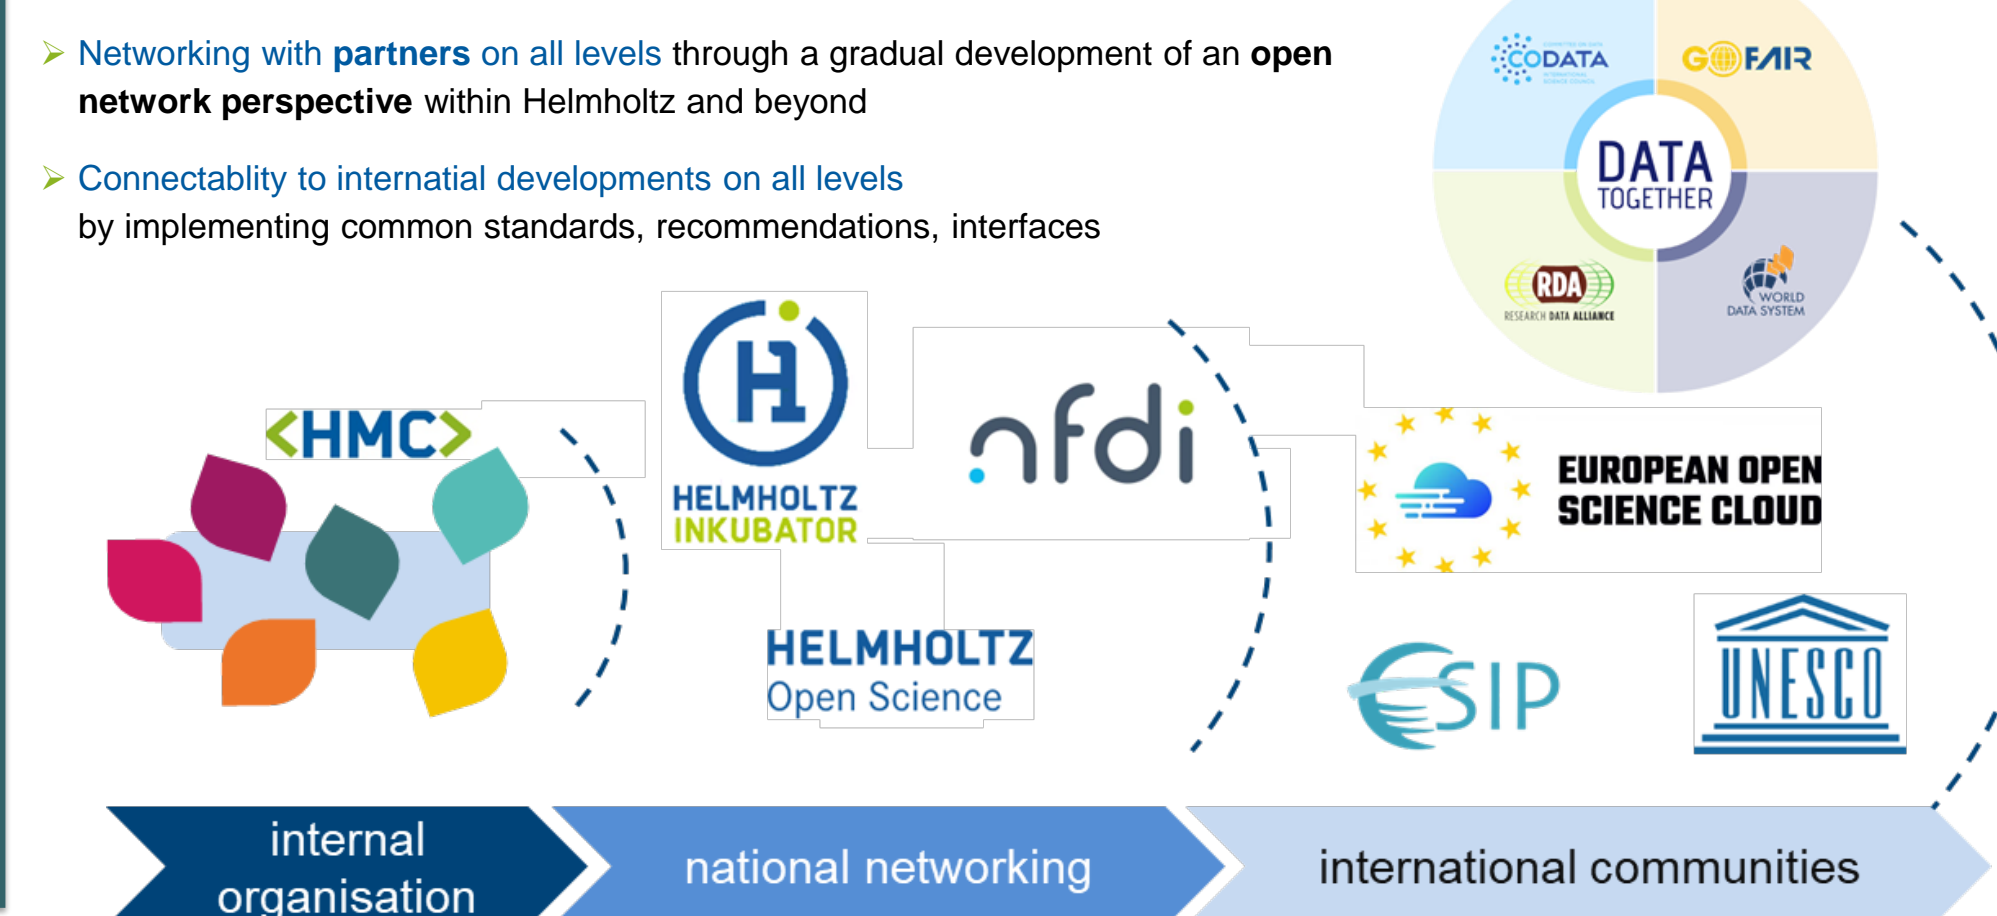 Networking with partners on all levels through a gradual development of an open
network perspective within Helmholtz and beyond
Connectablity to internatial developments on all levels
by implementing common standards, recommendations, interfaces
CODATA
GO FAIR
DATA
TOGETHER
RDA
RESEARCH DATA ALLIANCE
WORLD
DATA SYSTEM
<HMC>
H
HELMHOLTZ
INKUBATOR
nfdi
HELMHOLTZ
Open Science
EUROPEAN OPEN
SCIENCE CLOUD
ESIP
UNESCO
internal
organisation
national networking
international communities